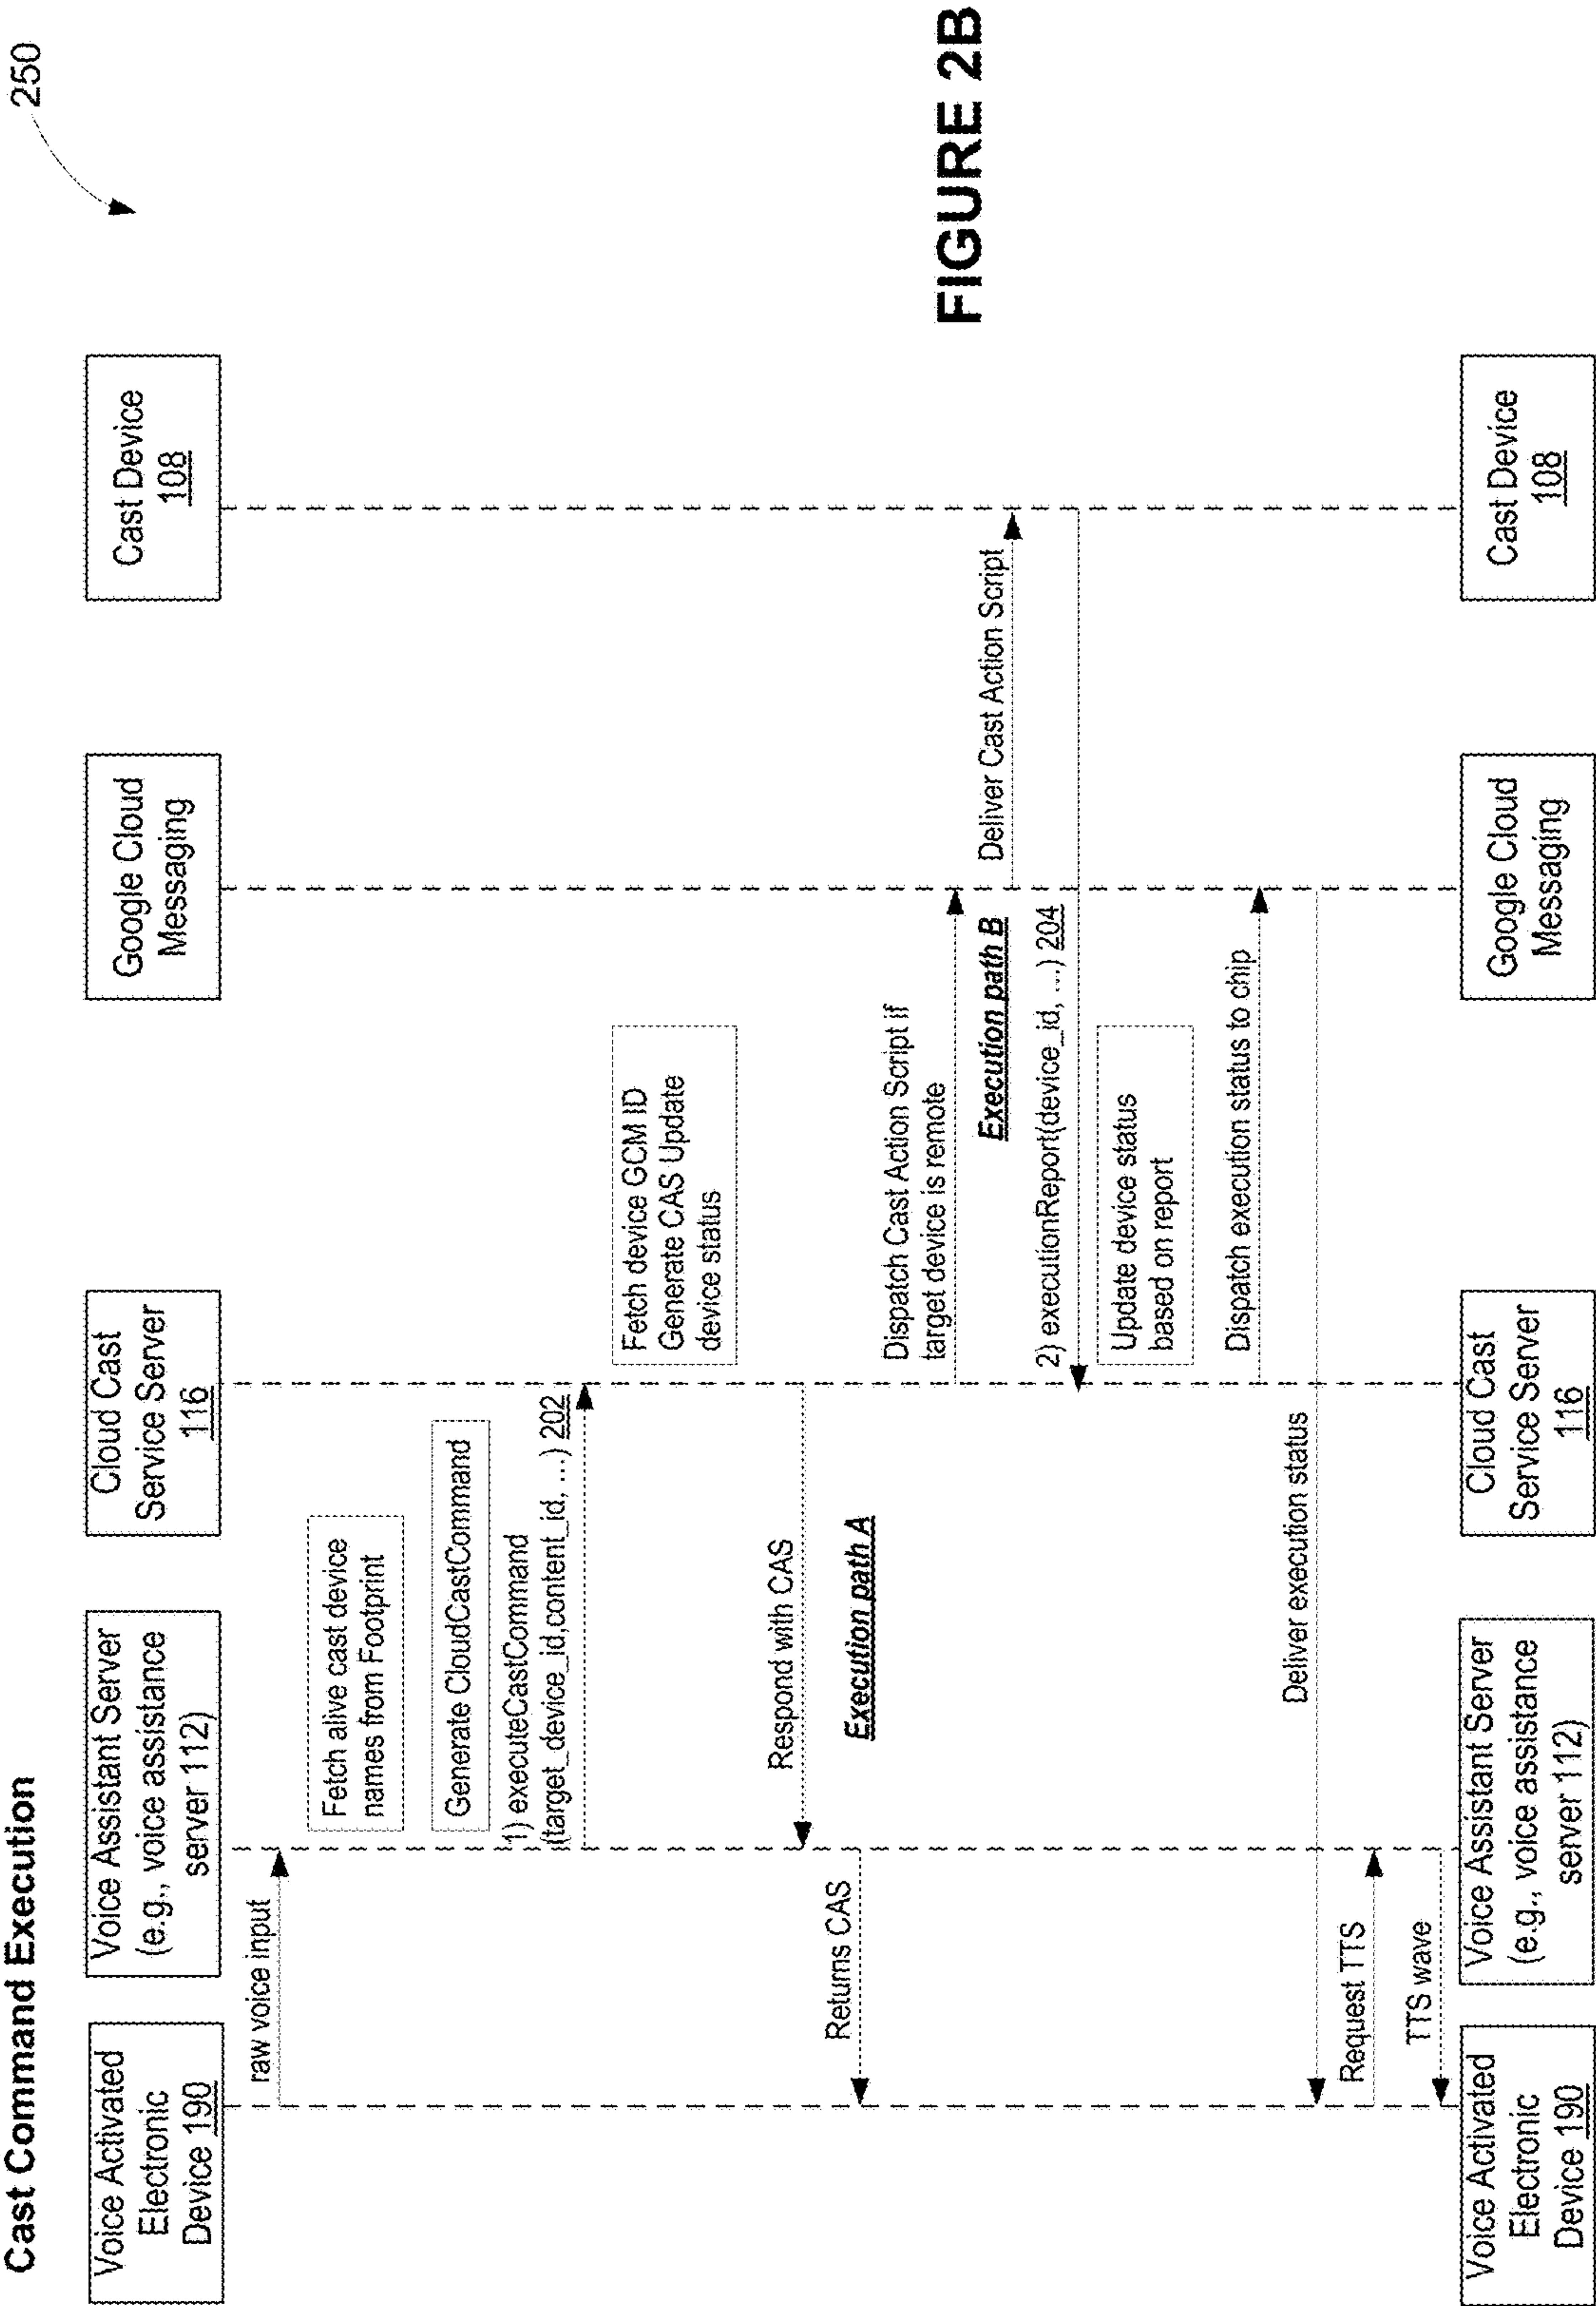 Cast Command Execution
250
Voice Activated
Electronic
Device 190
Voice Assistant Server
(e.g., voice assistance
server 112)
Cloud Cast
Service Server
116
Google Cloud
Messaging
Cast Device
108
raw voice input
Fetch alive cast device
names from Footprint
Generate CloudCastCommand
1) executeCastCommand
(target_device_id,content_id, ...) 202
Fetch device GCM ID
Generate CAS Update
device status
Respond with CAS
Execution path A
Returns CAS
Dispatch Cast Action Script if
target device is remote
Execution path B
Deliver Cast Action Script
2) executionReport(device_id, ...) 204
Update device status
based on report
Dispatch execution status to chip
Deliver execution status
Request TTS
TTS wave
Voice Activated
Electronic
Device 190
Voice Assistant Server
(e.g., voice assistance
server 112)
Cloud Cast
Service Server
116
Google Cloud
Messaging
Cast Device
108
FIGURE 2B